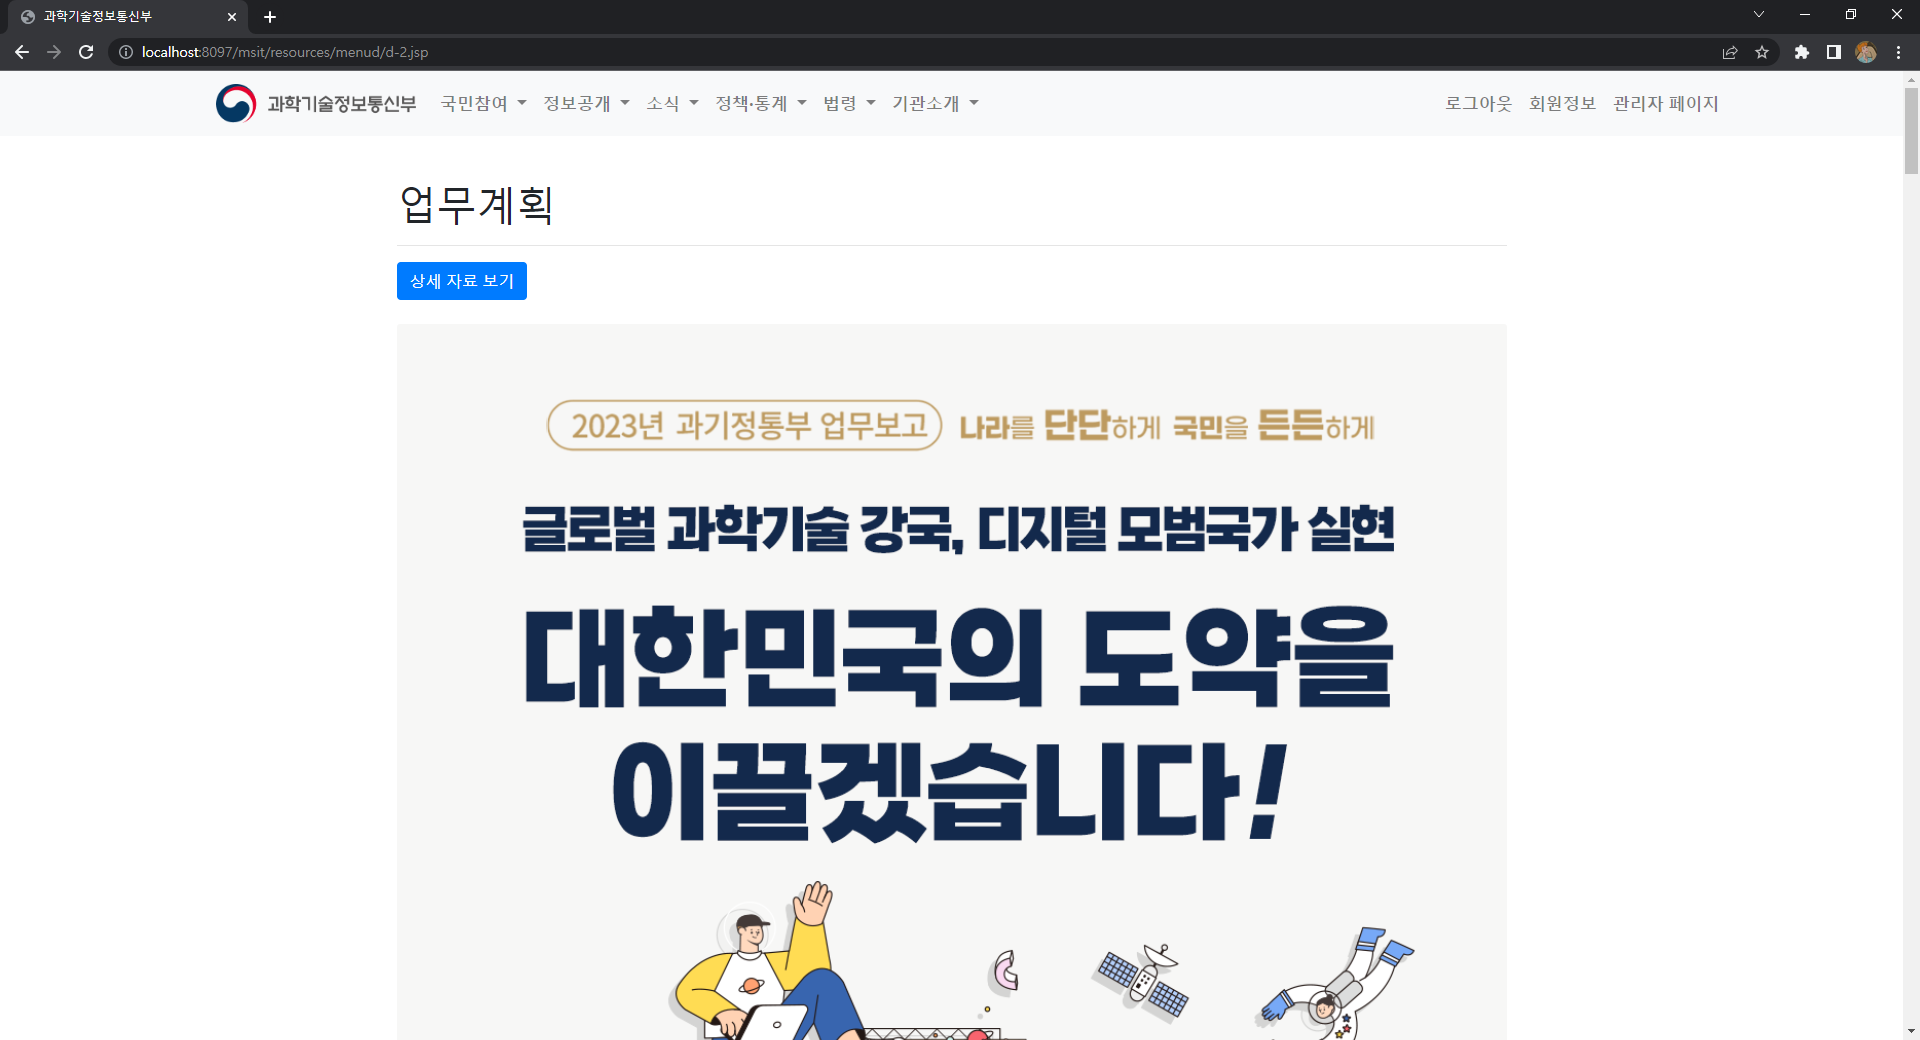 과학기술정보통신부
localhost:8097/msit/resources/menud/d-2.jsp
과학기술정보통신부 국민참여 정보공개 소식 정책·통계 법령 기관소개 로그아웃 회원정보 관리자 페이지
업무계획
상세 자료 보기
2023년 과기정통부 업무보고 나라를 단단하게 국민을 든든하게
글로벌 과학기술 강국, 디지털 모범국가 실현
대한민국의 도약을
이끌겠습니다!